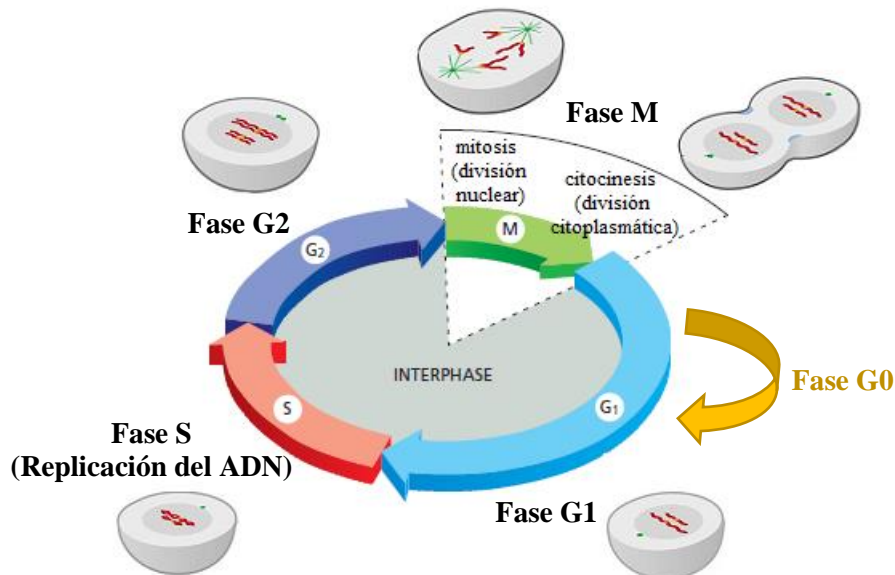 Fase M
mitosis
(división
nuclear)
citocinesis
(división
citoplasmática)
Fase G2
M
G₂
INTERPHASE
Fase G0
S
G₁
Fase S
(Replicación del ADN)
Fase G1